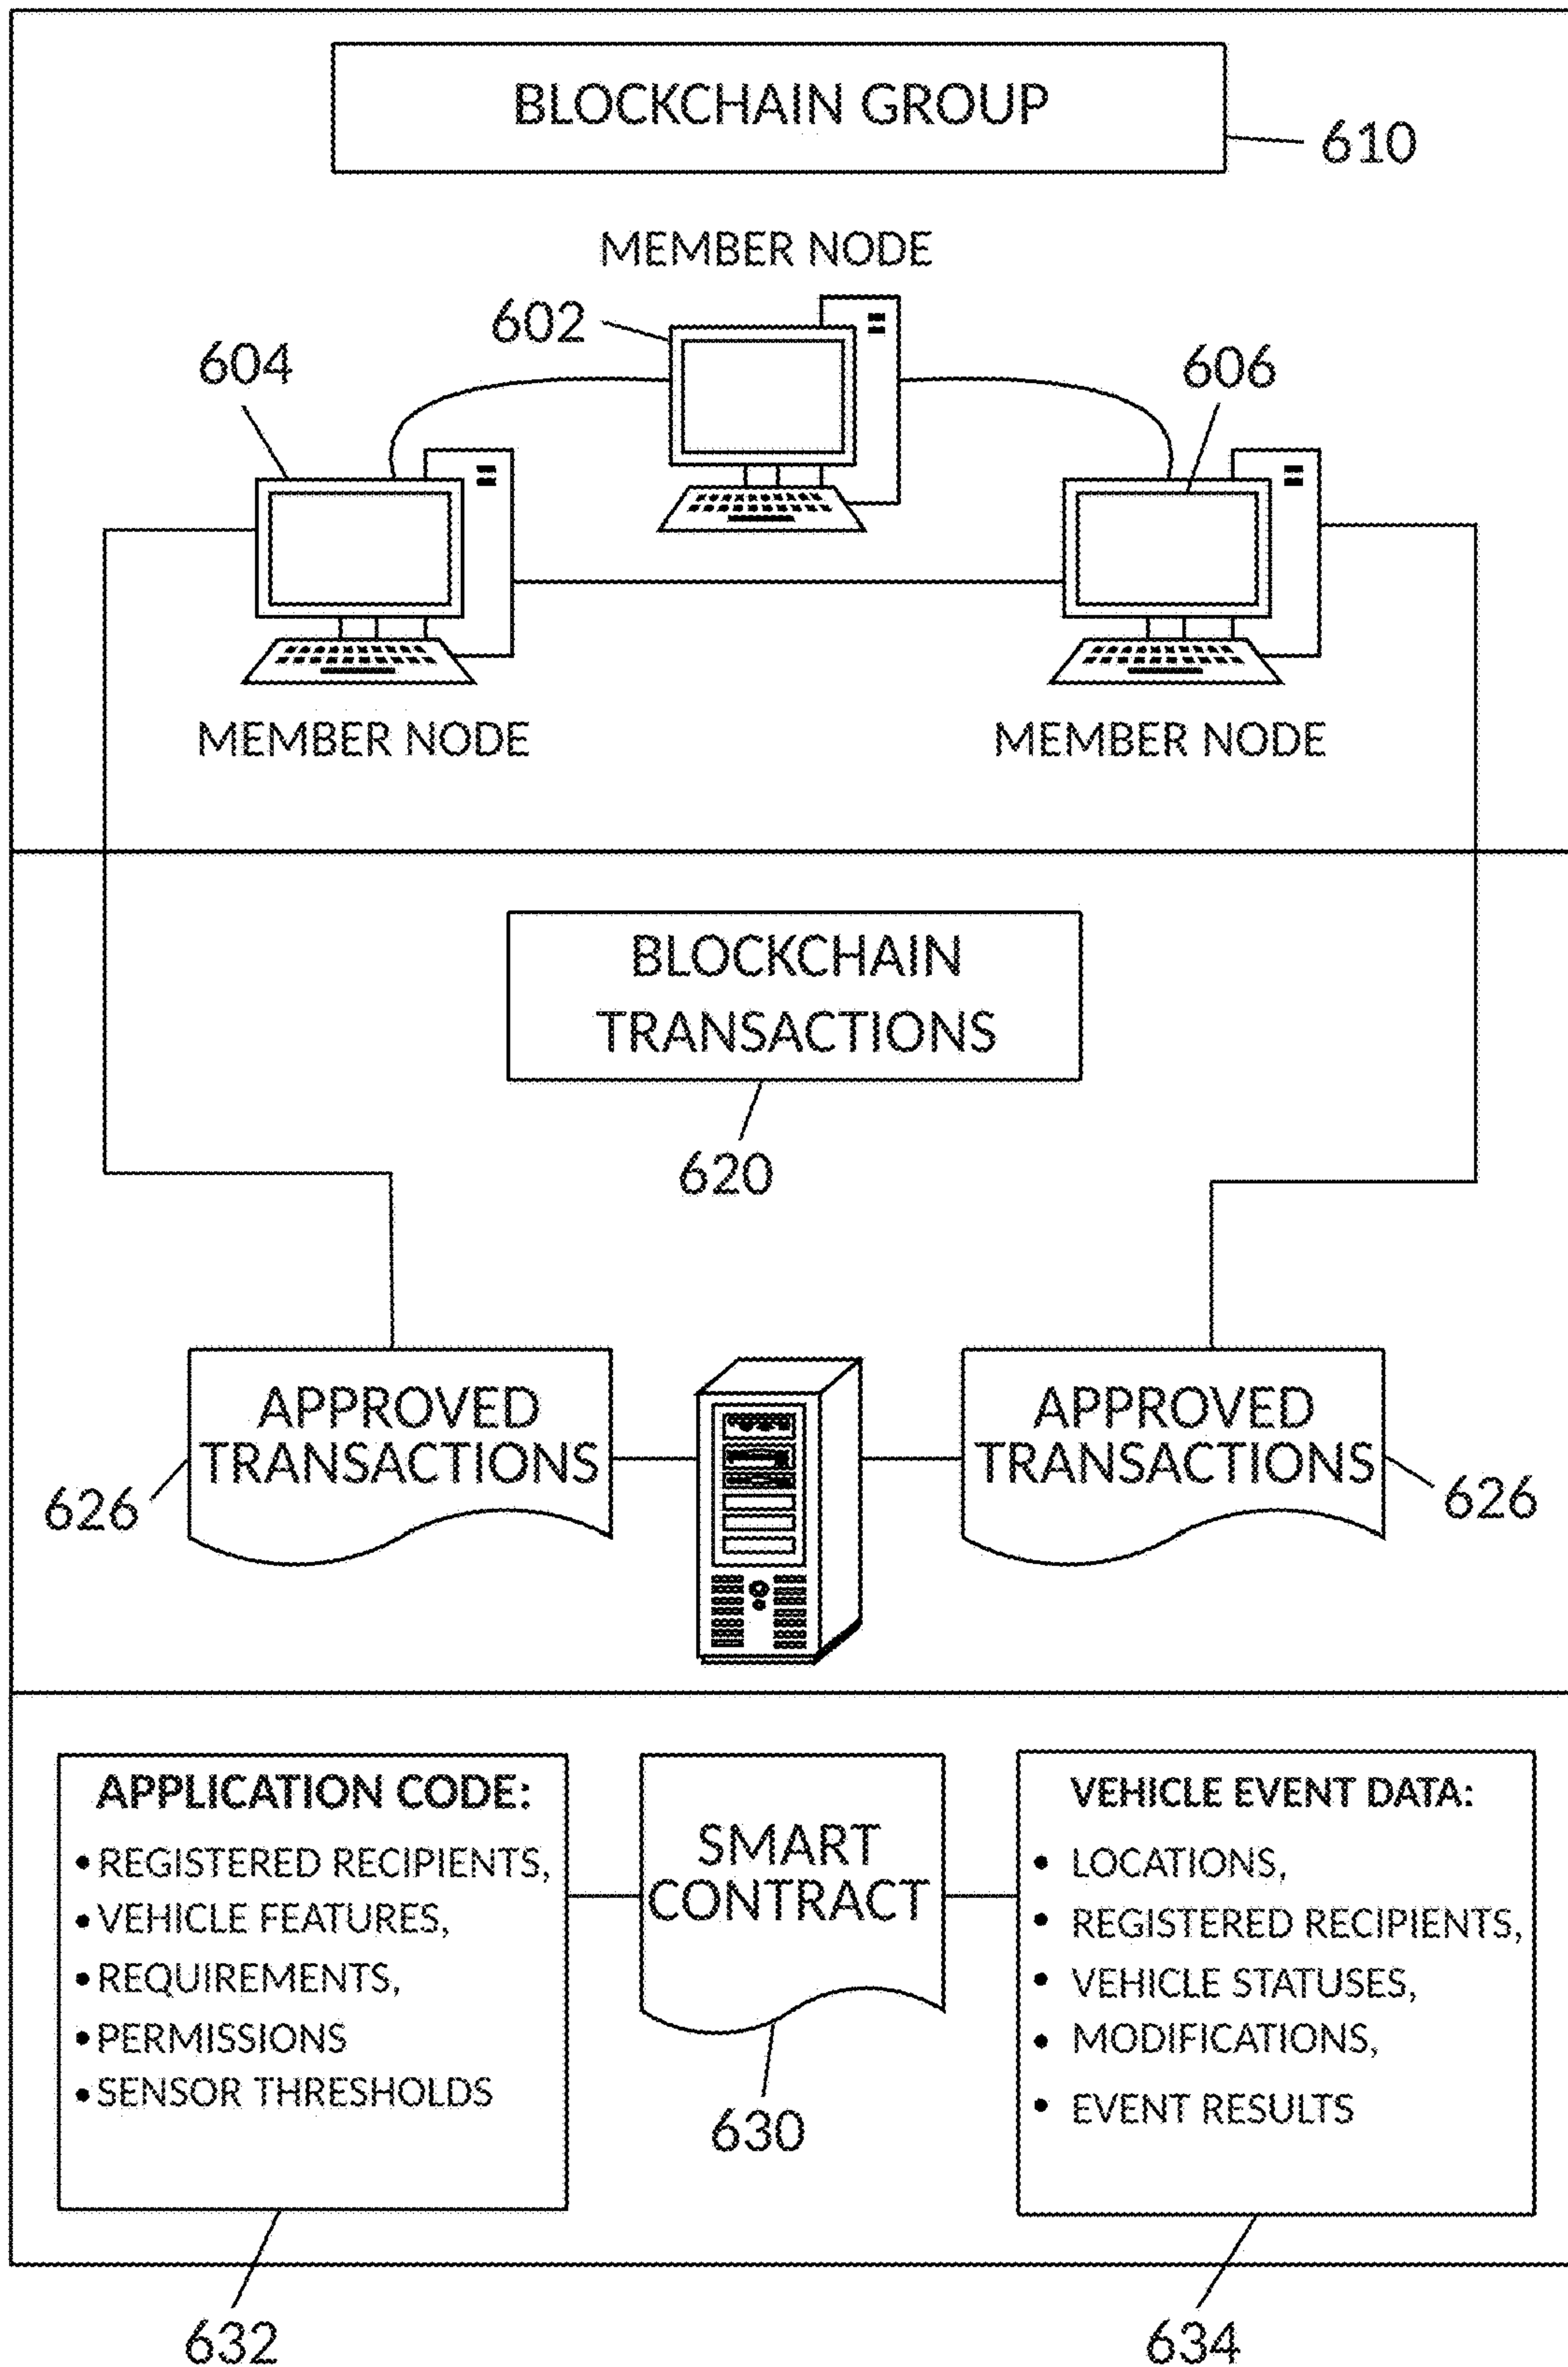 BLOCKCHAIN GROUP
610
MEMBER NODE
602
604
606
MEMBER NODE
MEMBER NODE
BLOCKCHAIN
TRANSACTIONS
620
APPROVED
TRANSACTIONS
626
APPROVED
TRANSACTIONS
626
APPLICATION CODE:
• REGISTERED RECIPIENTS,
• VEHICLE FEATURES,
• REQUIREMENTS,
• PERMISSIONS
• SENSOR THRESHOLDS
SMART
CONTRACT
630
VEHICLE EVENT DATA:
• LOCATIONS,
• REGISTERED RECIPIENTS,
• VEHICLE STATUSES,
• MODIFICATIONS,
• EVENT RESULTS
632
634